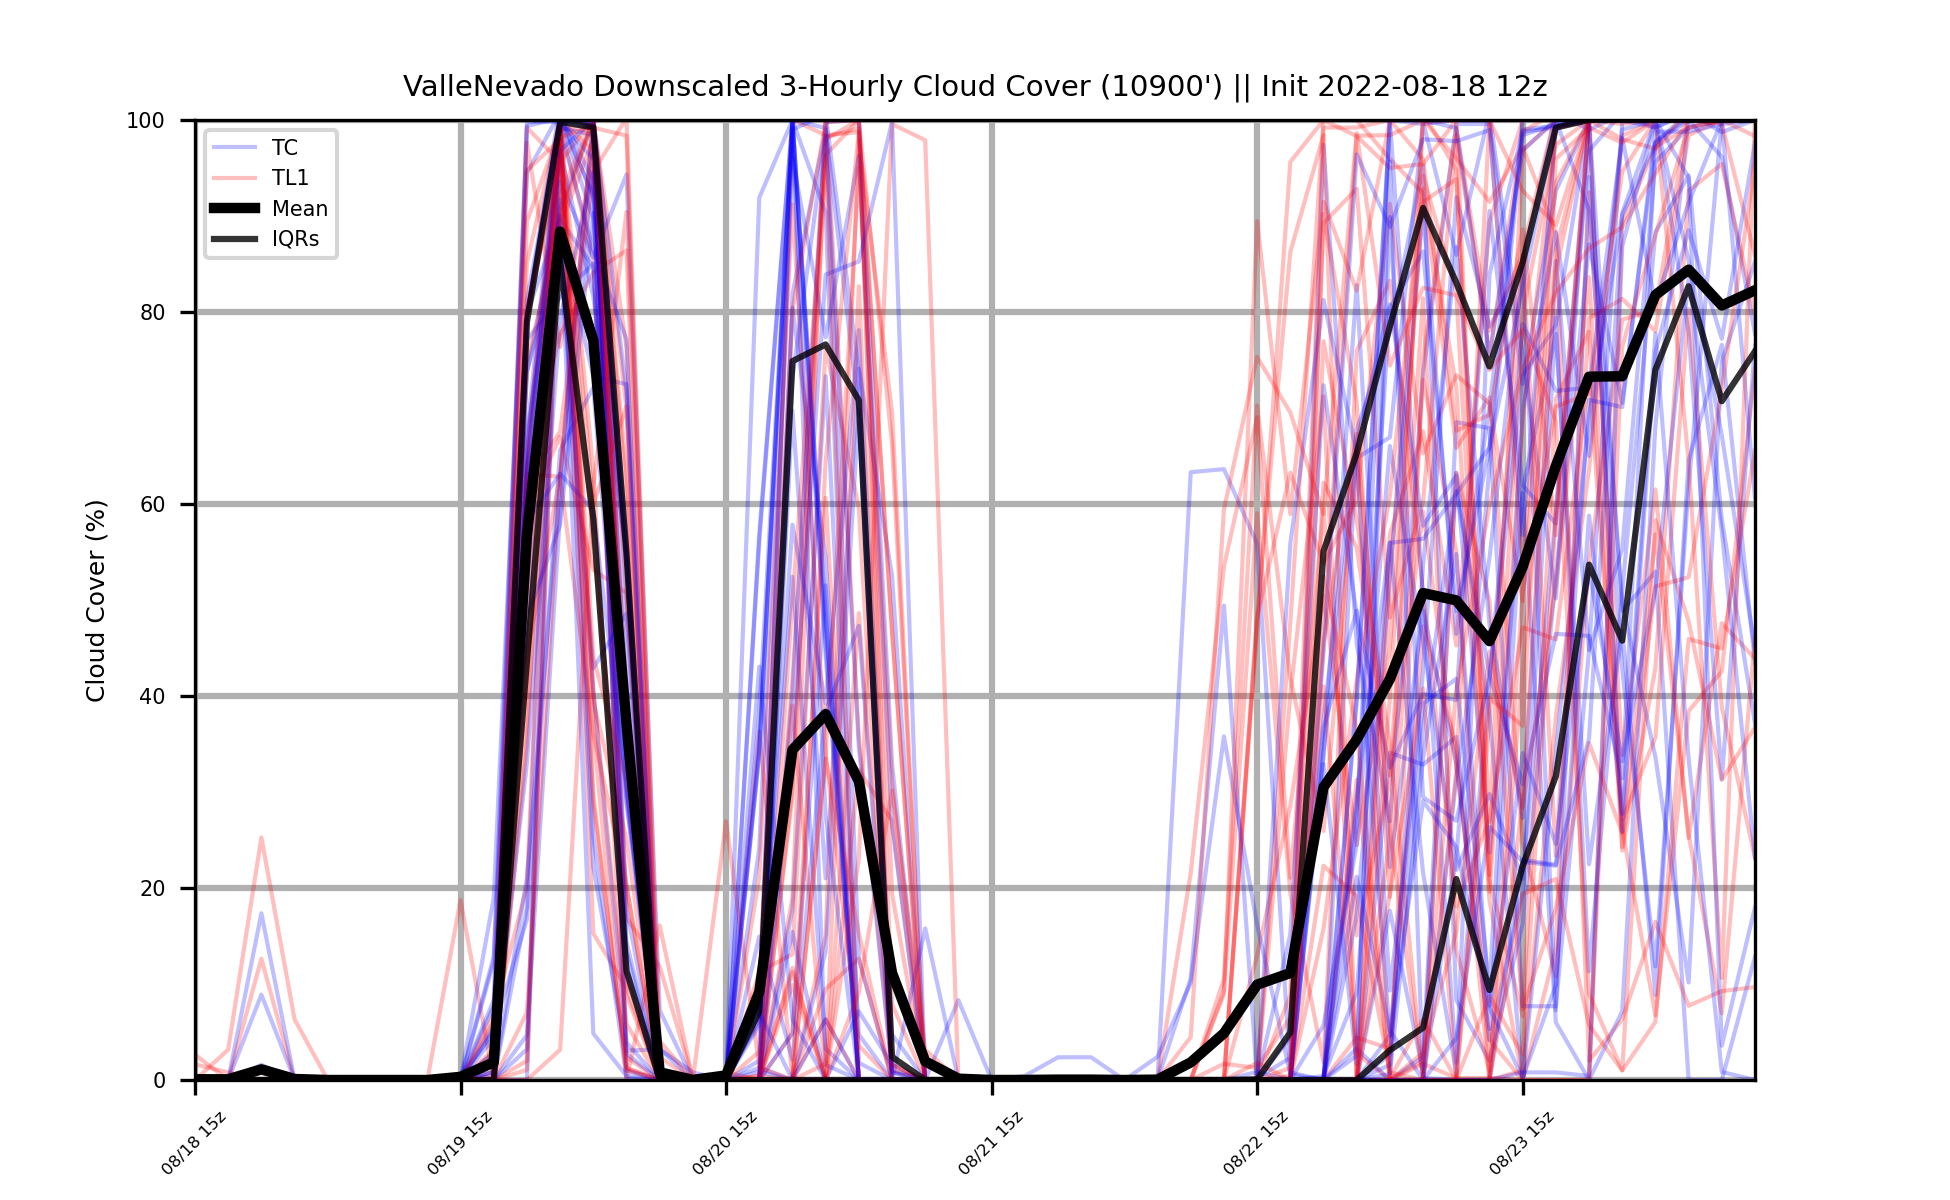 ValleNevado Downscaled 3-Hourly Cloud Cover (10900') || Init 2022-08-18 12z
TC
TL1
Mean
IQRs
Cloud Cover (%)
100
80
60
40
20
0
08/18 15z
08/19 15z
08/20 15z
08/21 15z
08/22 15z
08/23 15z